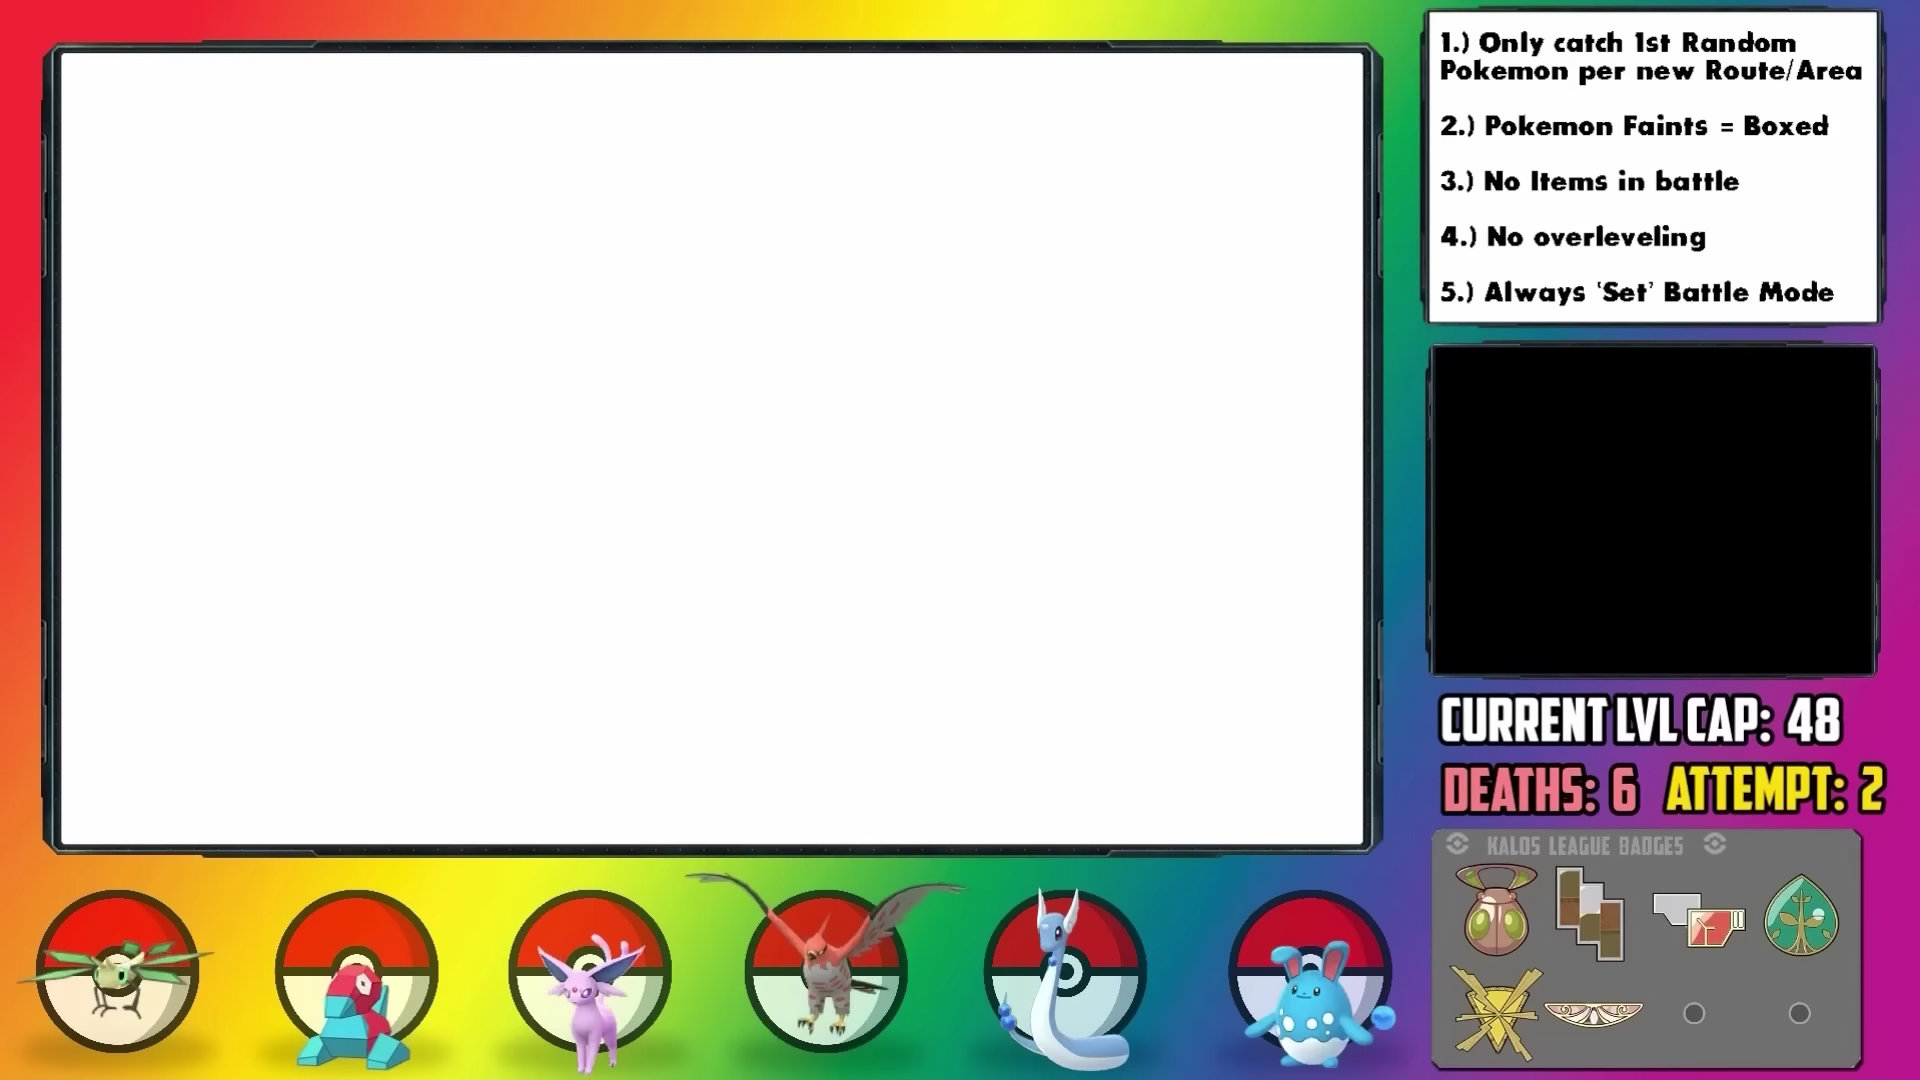 1.) Only catch 1st Random
Pokemon per new Route/Area
2.) Pokemon Faints = Boxed
3.) No Items in battle
4.) No overleveling
5.) Always 'Set' Battle Mode
CURRENT LVL CAP: 48
DEATHS: 6 ATTEMPT: 2
KALOS LEAGUE BADGES